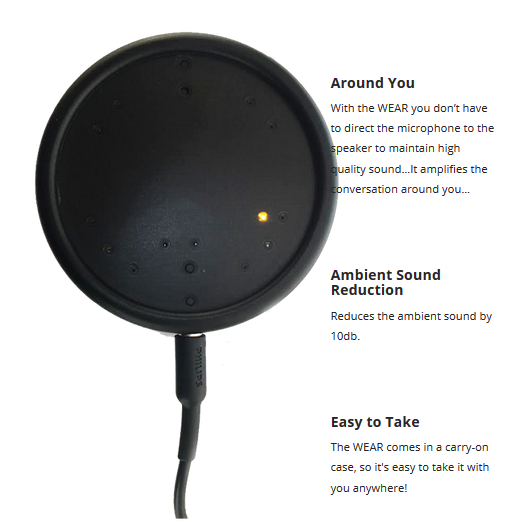 Around You
With the WEAR you don't have
to direct the microphone to the
speaker to maintain high
quality sound...It amplifies the
conversation around you...
Ambient Sound
Reduction
Reduces the ambient sound by
10db.
Easy to Take
The WEAR comes in a carry-on
case, so it's easy to take it with
you anywhere!
PHILIPS